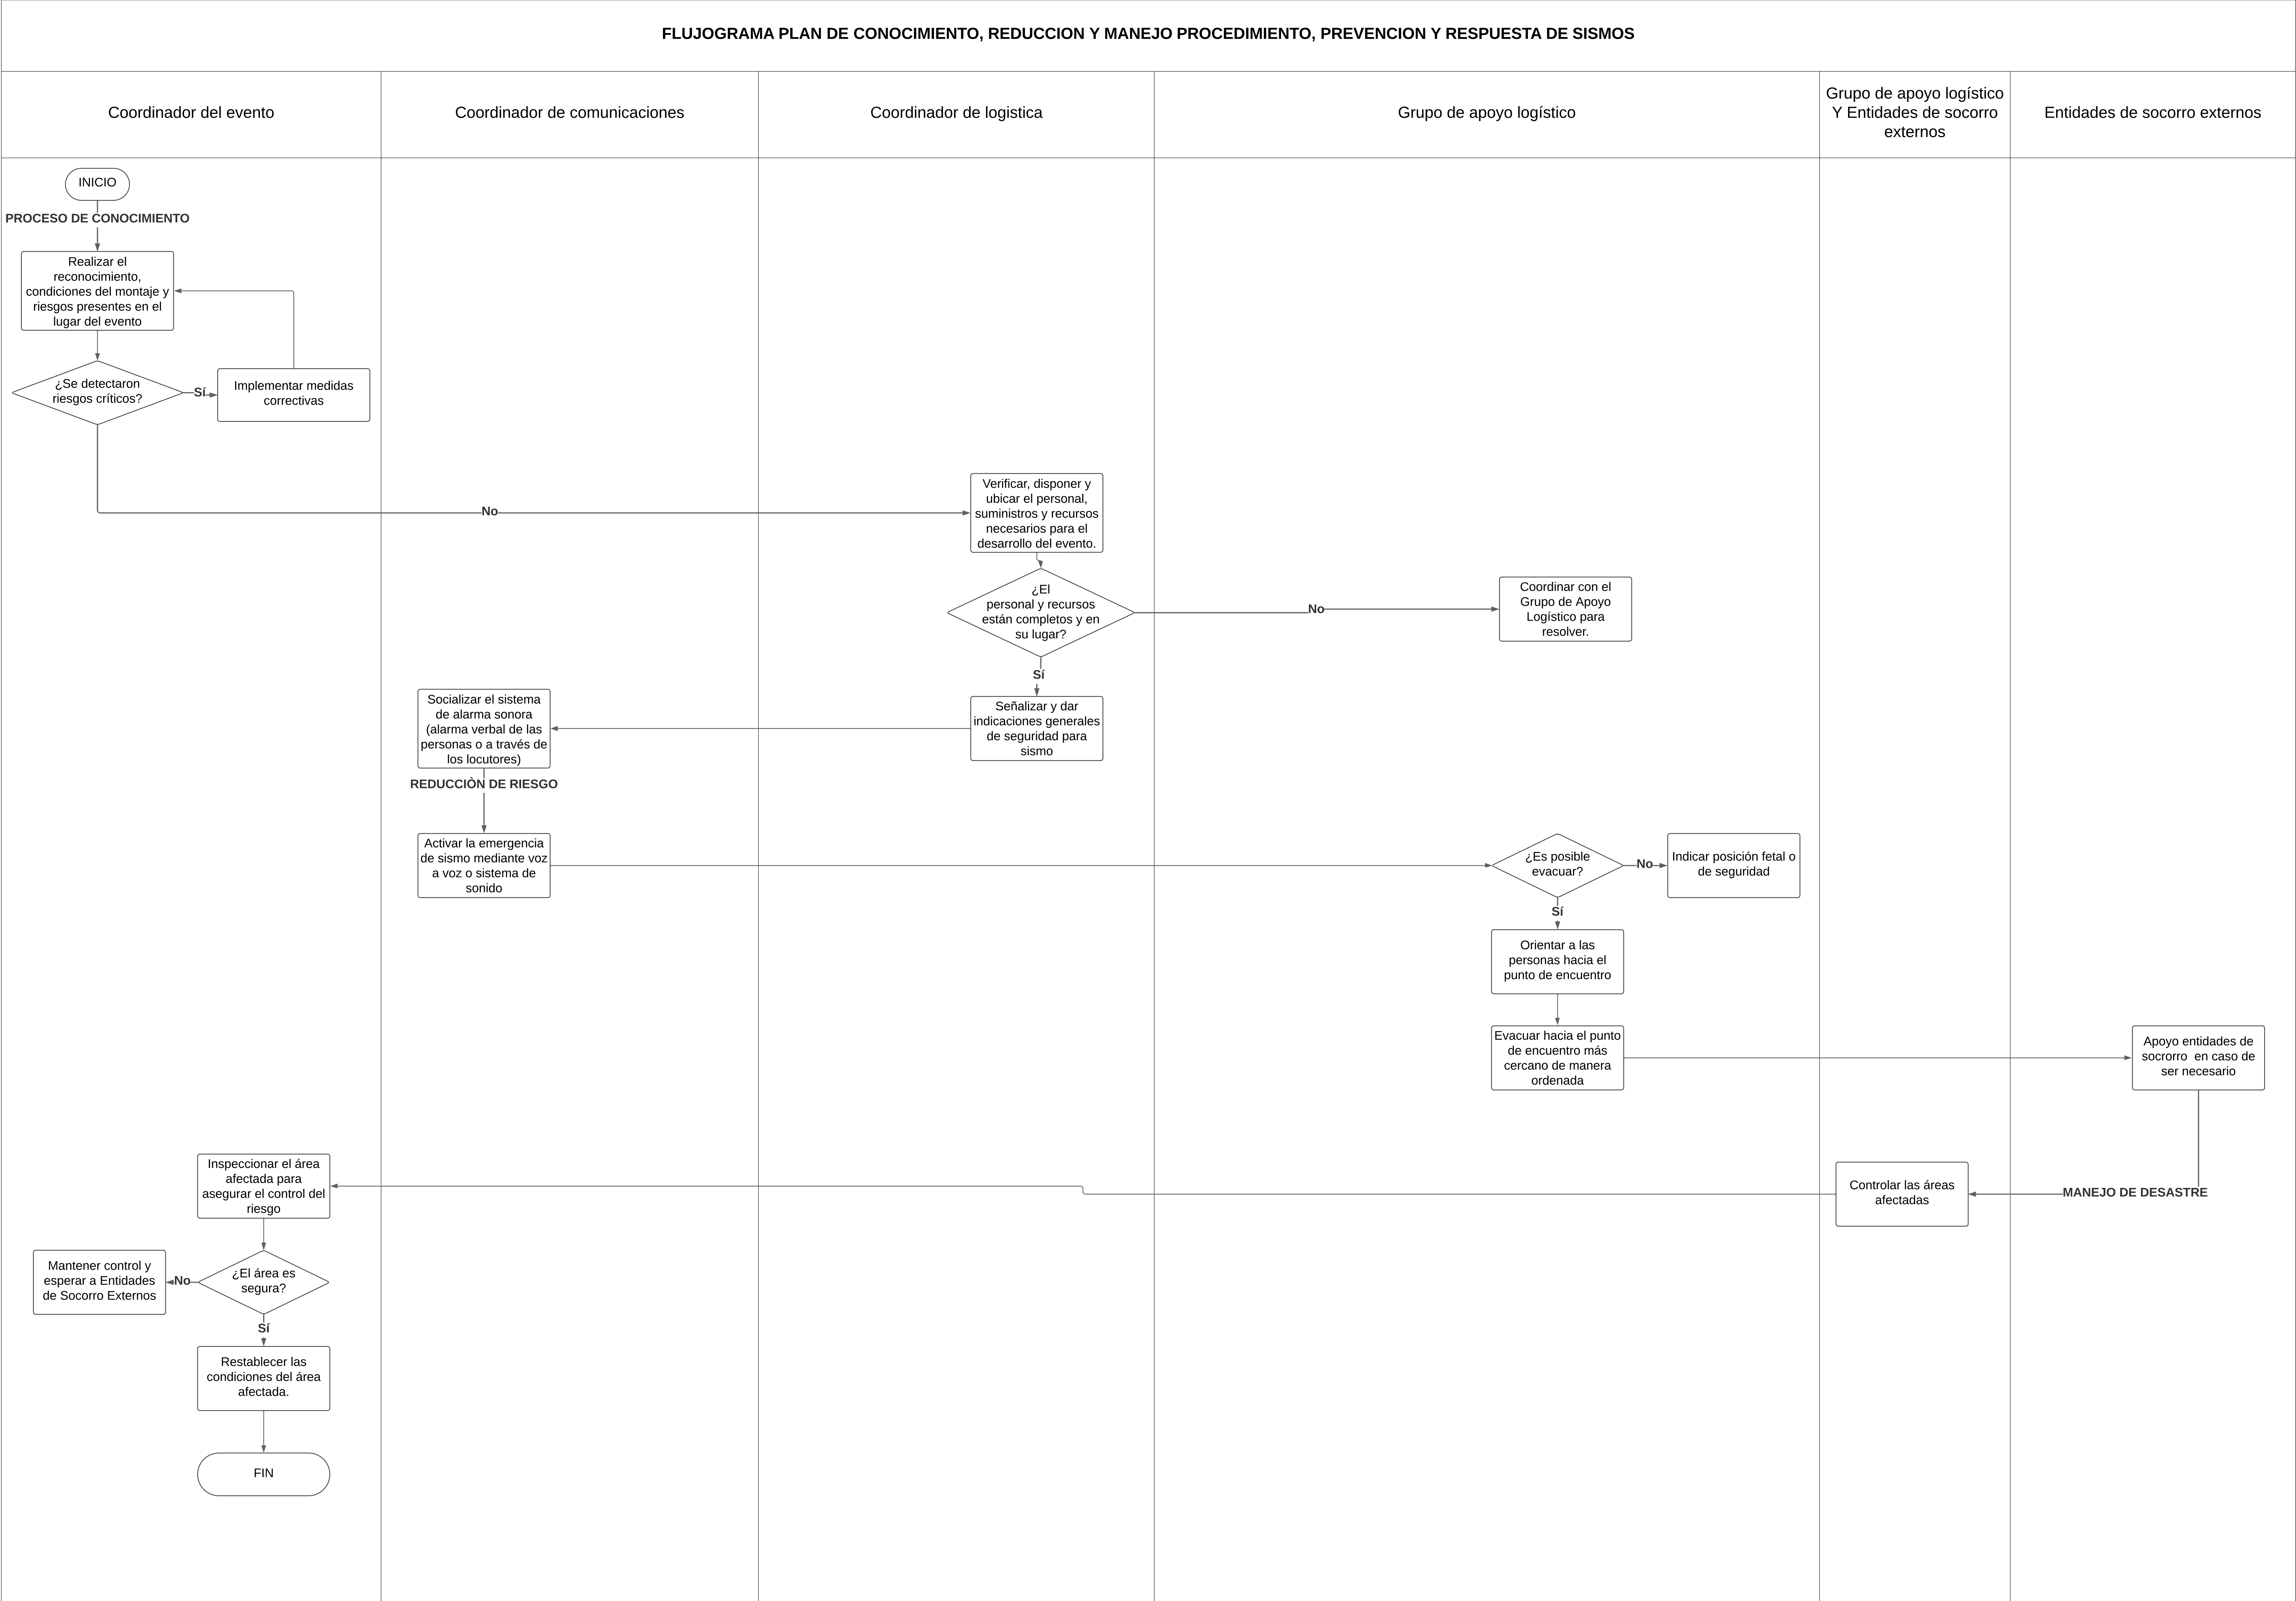 FLUJOGRAMA PLAN DE CONOCIMIENTO, REDUCCION Y MANEJO PROCEDIMIENTO, PREVENCION Y RESPUESTA DE SISMOS
Coordinador del evento
Coordinador de comunicaciones
Coordinador de logistica
Grupo de apoyo logístico
Grupo de apoyo logístico
Y Entidades de socorro
externos
Entidades de socorro externos
INICIO
PROCESO DE CONOCIMIENTO
Realizar el
reconocimiento,
condiciones del montaje y
riesgos presentes en el
lugar del evento
¿Se detectaron
riesgos críticos?
Sí
Implementar medidas
correctivas
No
Verificar, disponer y
ubicar el personal,
suministros y recursos
necesarios para el
desarrollo del evento.
¿El
personal y recursos
están completos y en
su lugar?
No
Coordinar con el
Grupo de Apoyo
Logístico para
resolver.
Sí
Señalizar y dar
indicaciones generales
de seguridad para
sismo
Socializar el sistema
de alarma sonora
(alarma verbal de las
personas o a través de
los locutores)
REDUCCIÒN DE RIESGO
Activar la emergencia
de sismo mediante voz
a voz o sistema de
sonido
¿Es posible
evacuar?
No
Indicar posición fetal o
de seguridad
Sí
Orientar a las
personas hacia el
punto de encuentro
Evacuar hacia el punto
de encuentro más
cercano de manera
ordenada
Apoyo entidades de
socrorro  en caso de
ser necesario
MANEJO DE DESASTRE
Controlar las áreas
afectadas
Inspeccionar el área
afectada para
asegurar el control del
riesgo
¿El área es
segura?
No
Mantener control y
esperar a Entidades
de Socorro Externos
Sí
Restablecer las
condiciones del área
afectada.
FIN